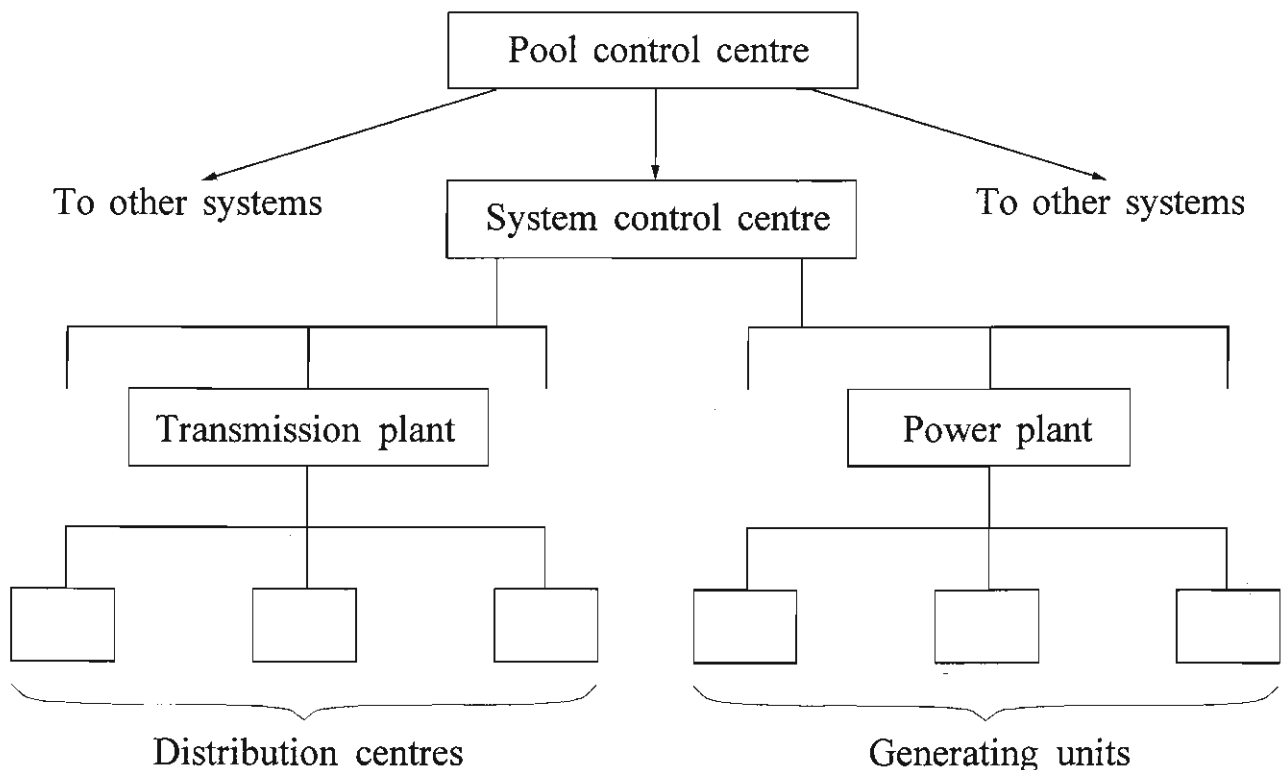 Pool control centre
To other systems
System control centre
To other systems
Transmission plant
Power plant
Distribution centres
Generating units